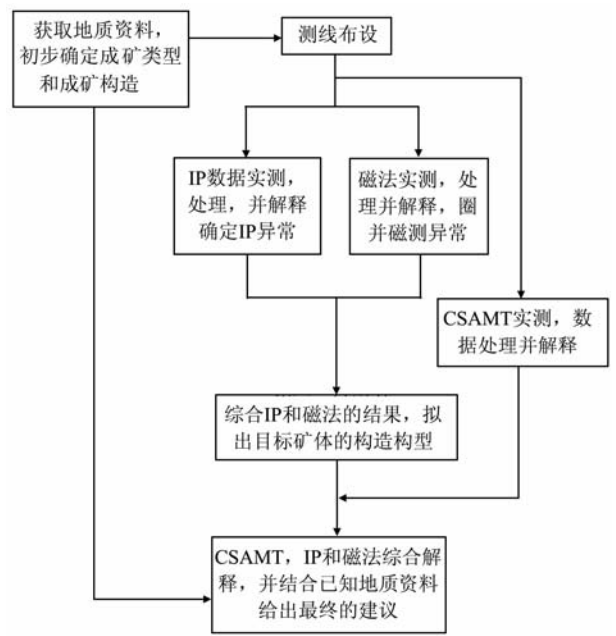 获取地质资料，
初步确定成矿类型
和成矿构造
测线布设
IP数据实测，
处理，并解释
确定IP异常
磁法实测，处
理并解释，圈
并磁测异常
CSAMT实测，数
据处理并解释
综合IP和磁法的结果，拟
出目标矿体的构造构型
CSAMT，IP和磁法综合解
释，并结合已知地质资料
给出最终的建议